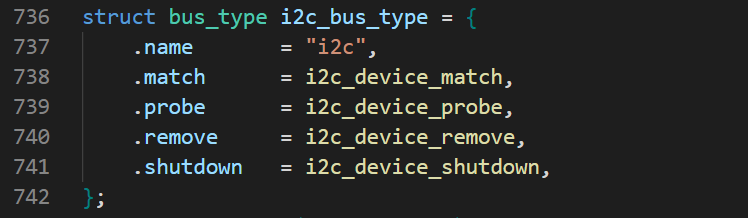 736 struct bus_type i2c_bus_type = {
737     .name       = "i2c",
738     .match      = i2c_device_match,
739     .probe      = i2c_device_probe,
740     .remove     = i2c_device_remove,
741     .shutdown   = i2c_device_shutdown,
742 };